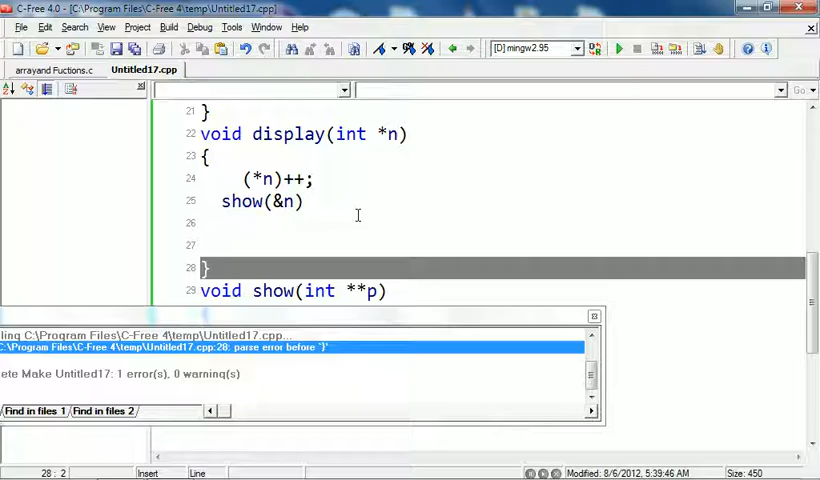 C-Free 4.0 - [C:\Program Files\C-Free 4\temp\Untitled17.cpp]
File Edit Search View Project Build Debug Tools Window Help
[D] mingw2.95
arrayand Fuctions.c Untitled17.cpp
Go
21 }
22 void display(int *n)
23 {
24 (*n)++;
25 show(&n)
26
27
28 }
29 void show(int **p)
ling C:\Program Files\C-Free 4\temp\Untitled17.cpp...
C:\Program Files\C-Free 4\temp\Untitled17.cpp:28: parse error before `}'
ete Make Untitled17: 1 error(s), 0 warning(s)
Find in files 1 Find in files 2
28 : 2 Insert Line Modified: 8/6/2012, 5:39:46 AM Size: 450